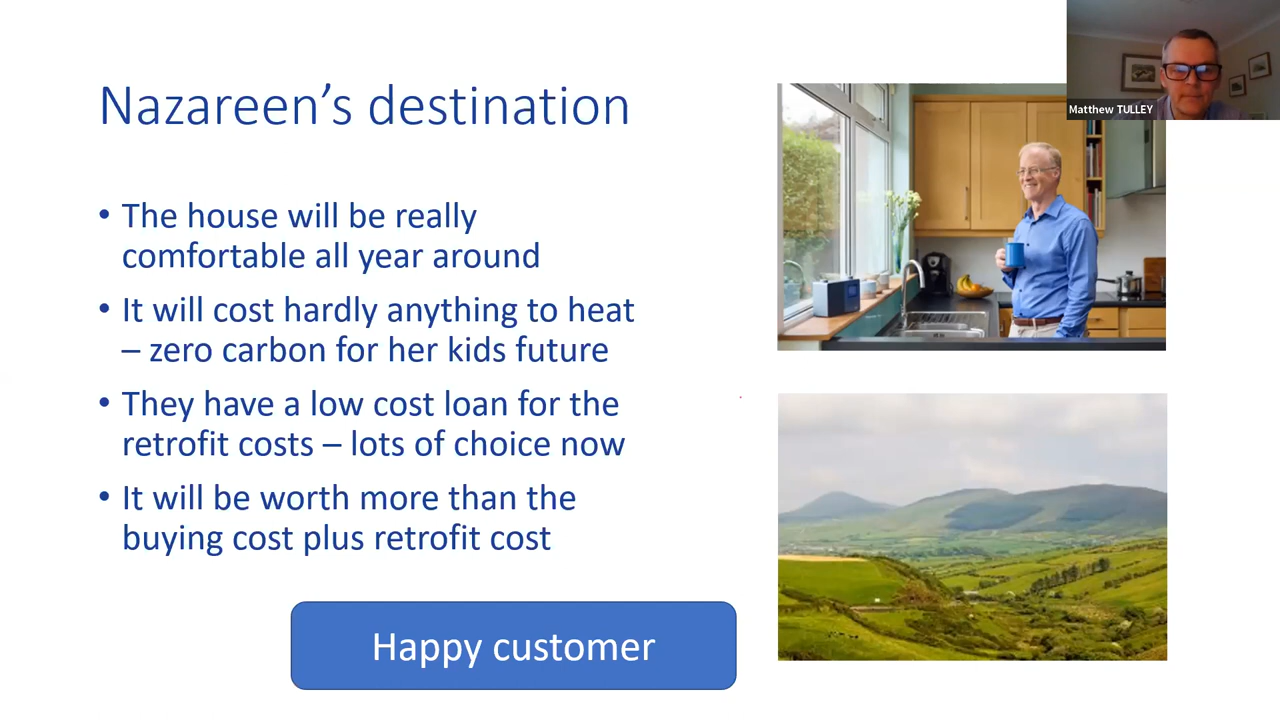 Nazareen’s destination
Matthew TULLEY
• The house will be really
comfortable all year around
• It will cost hardly anything to heat
– zero carbon for her kids future
• They have a low cost loan for the
retrofit costs – lots of choice now
• It will be worth more than the
buying cost plus retrofit cost
Happy customer